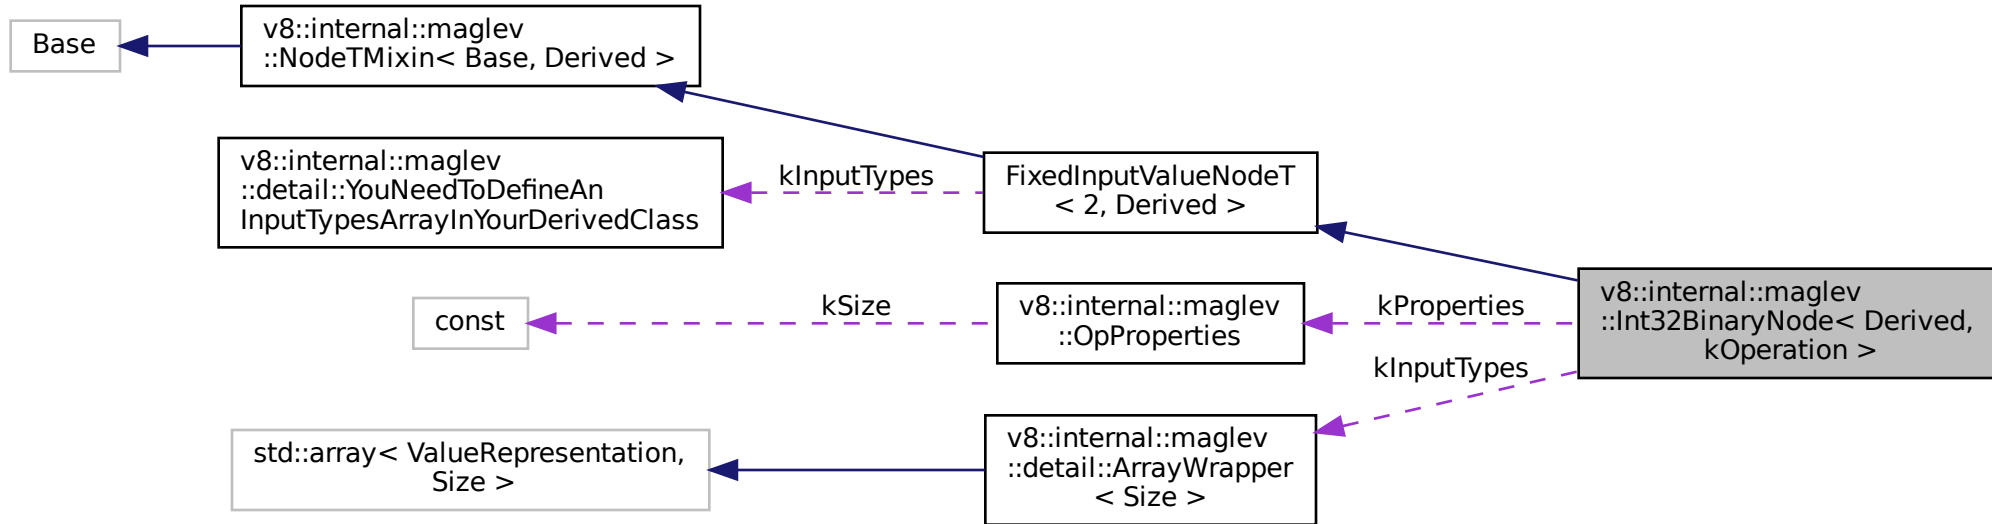 Base
v8::internal::maglev
::NodeTMixin< Base, Derived >
v8::internal::maglev
::detail::YouNeedToDefineAn
InputTypesArrayInYourDerivedClass
kInputTypes
FixedInputValueNodeT
< 2, Derived >
const
kSize
v8::internal::maglev
::OpProperties
kProperties
v8::internal::maglev
::Int32BinaryNode< Derived,
kOperation >
kInputTypes
std::array< ValueRepresentation,
Size >
v8::internal::maglev
::detail::ArrayWrapper
< Size >